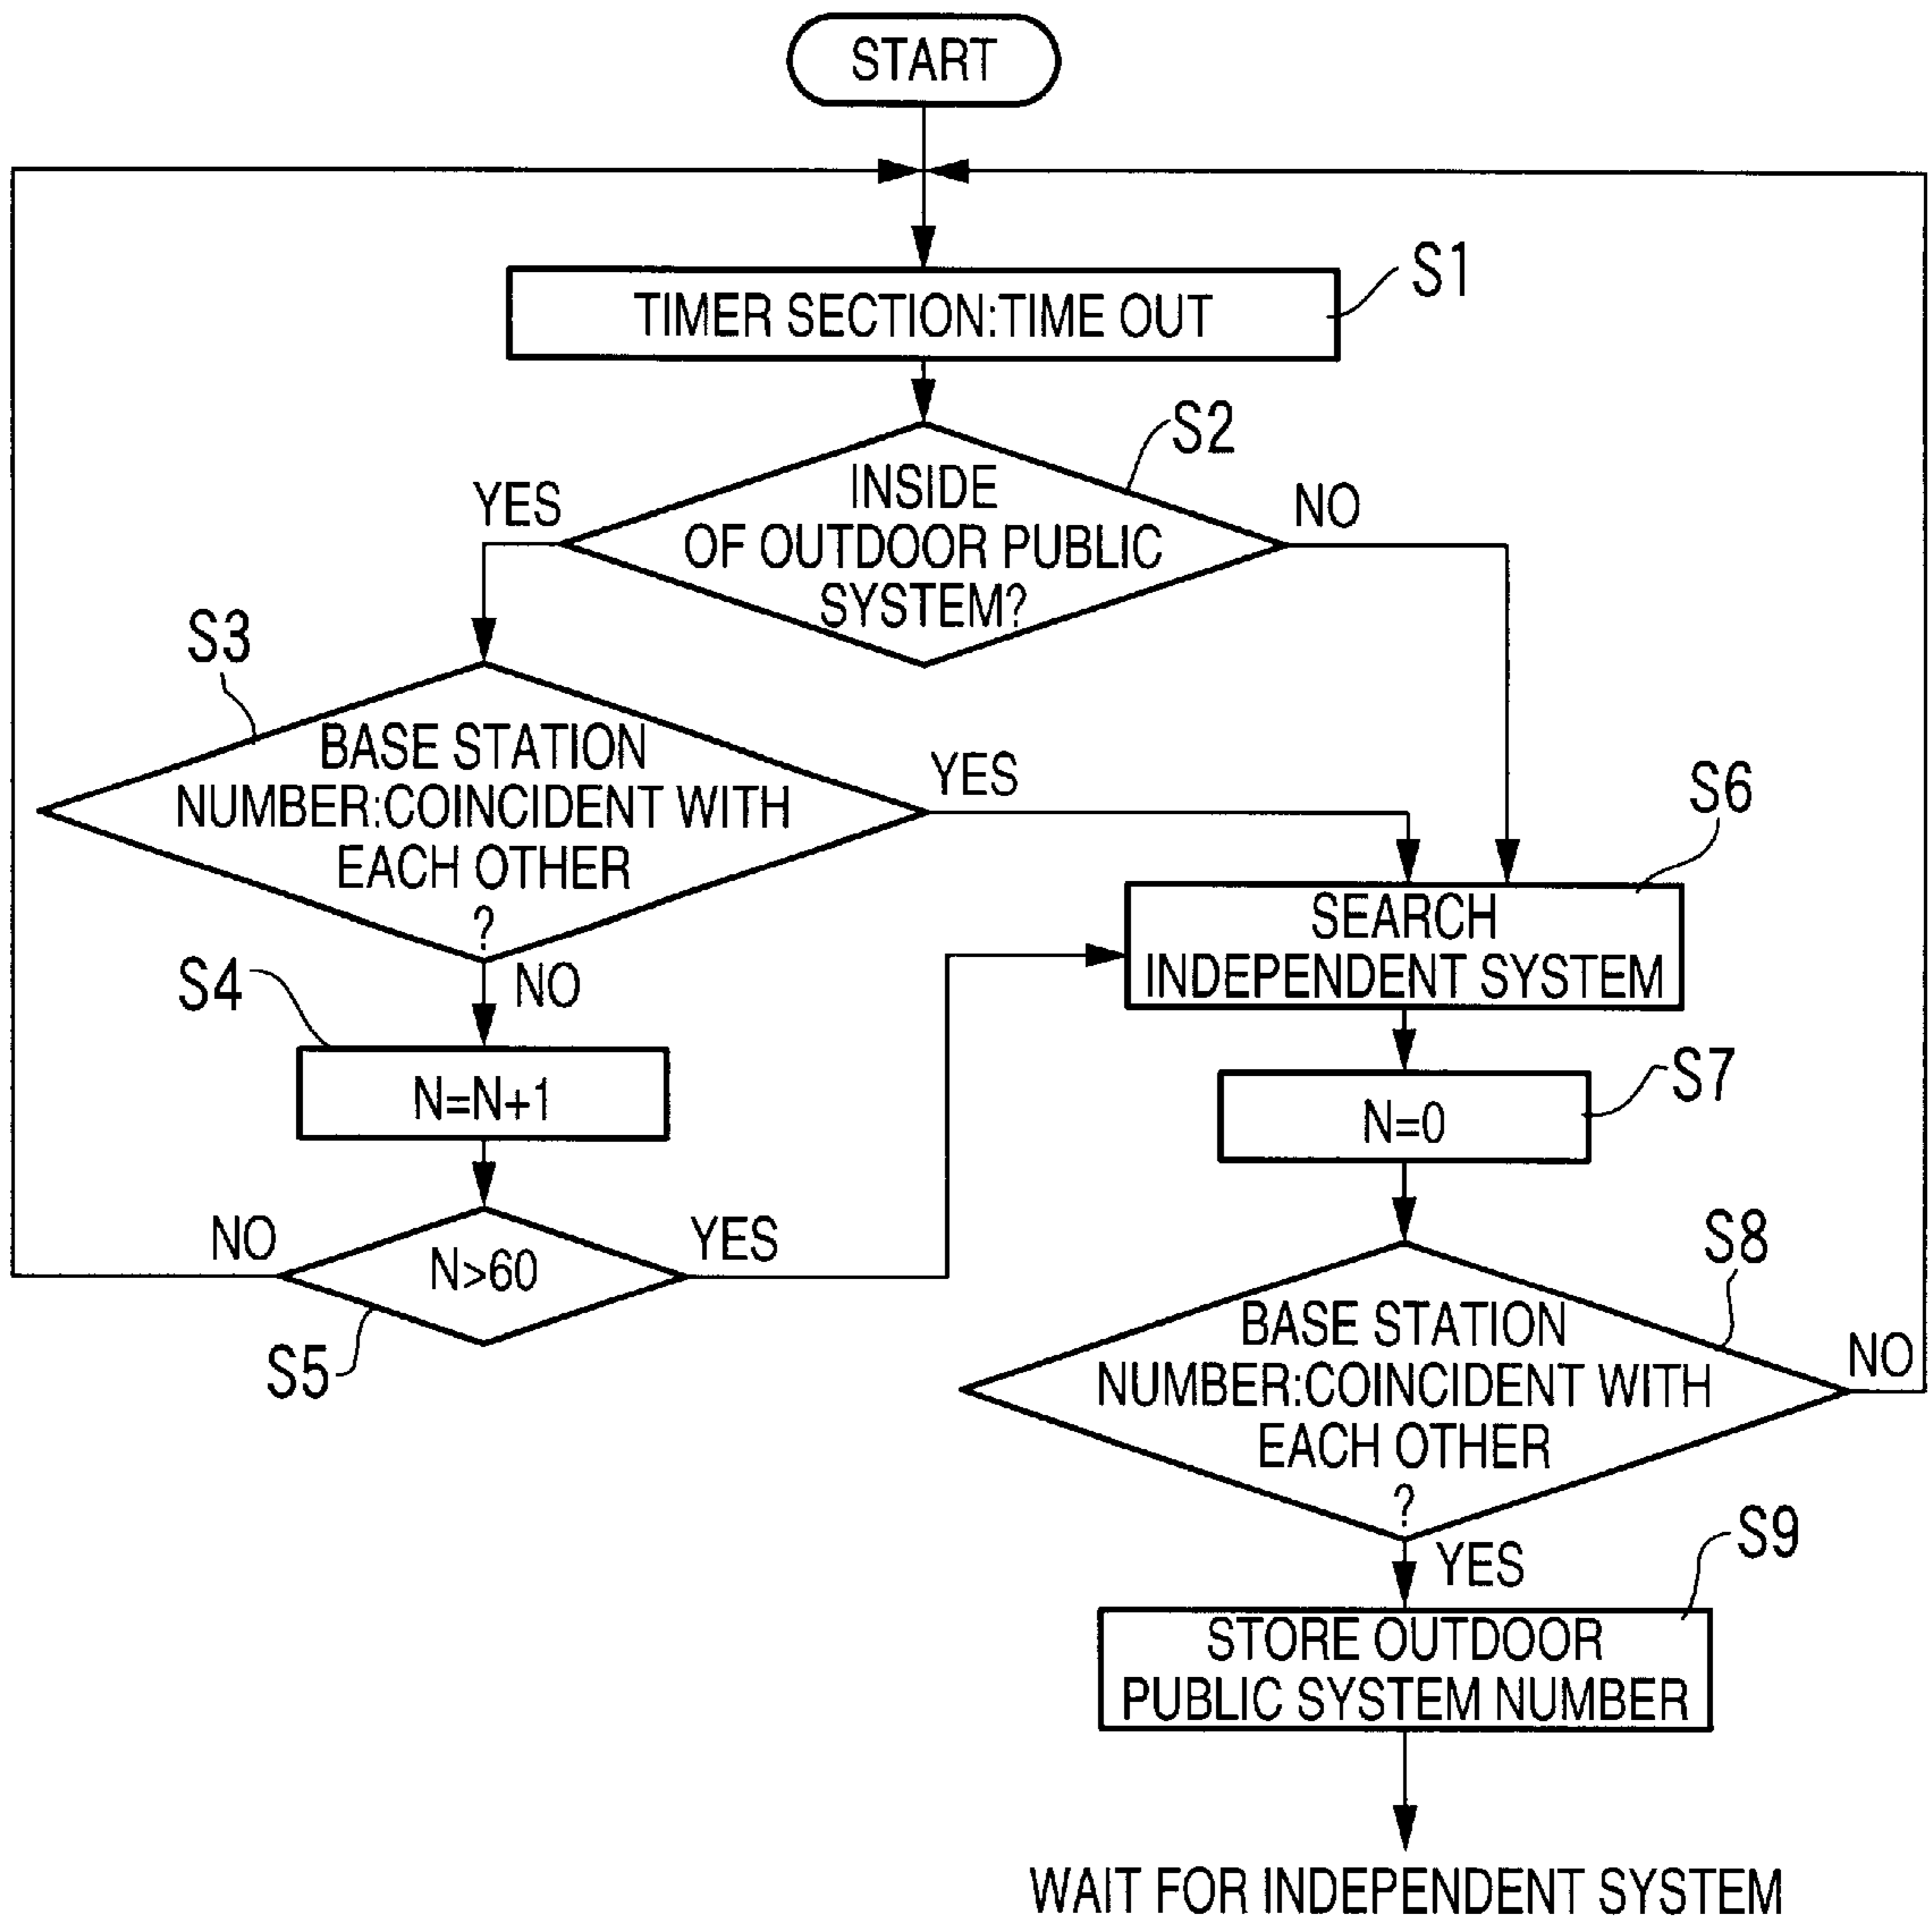 START
TIMER SECTION:TIME OUT
S1
S2
INSIDE
OF OUTDOOR PUBLIC
SYSTEM?
YES
NO
S3
BASE STATION
NUMBER:COINCIDENT WITH
EACH OTHER
?
YES
NO
S4
N=N+1
N>60
NO
YES
S5
S6
SEARCH
INDEPENDENT SYSTEM
S7
N=0
S8
BASE STATION
NUMBER:COINCIDENT WITH
EACH OTHER
?
NO
YES
S9
STORE OUTDOOR
PUBLIC SYSTEM NUMBER
WAIT FOR INDEPENDENT SYSTEM